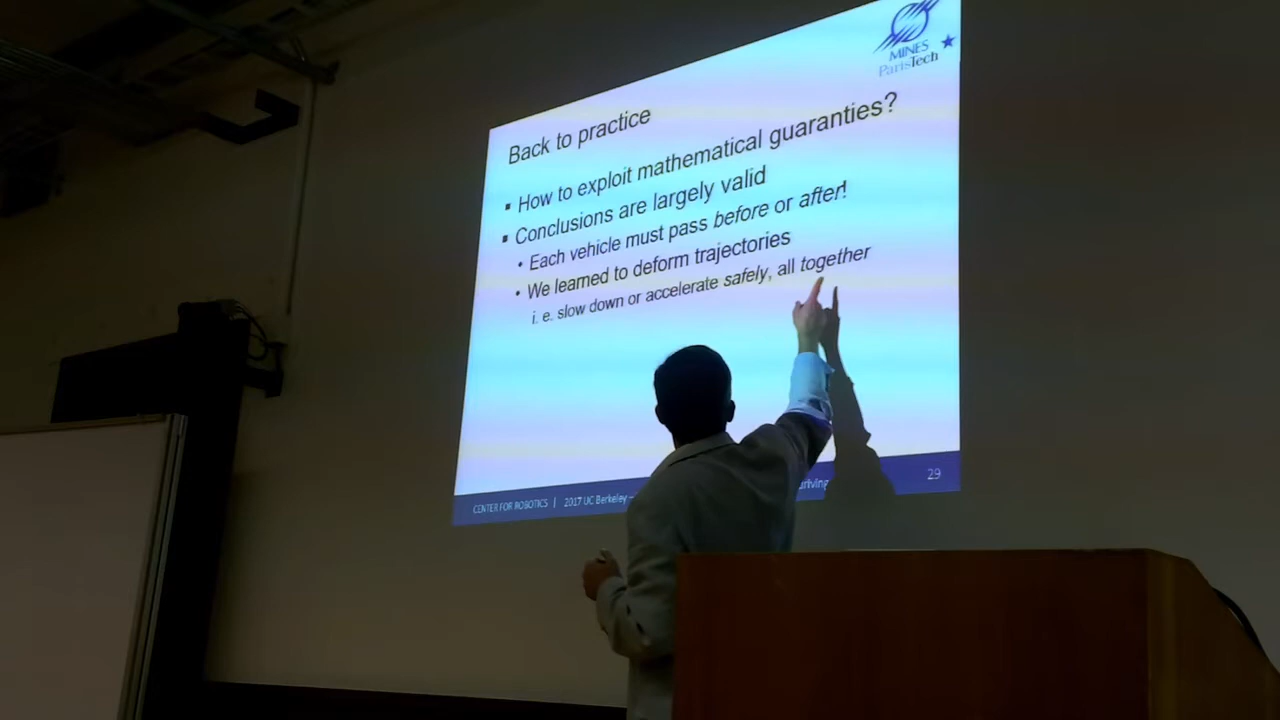 MINES
ParisTech
Back to practice
▪ How to exploit mathematical guaranties?
▪ Conclusions are largely valid
• Each vehicle must pass before or after!
• We learned to deform trajectories
i. e. slow down or accelerate safely, all together
CENTER FOR ROBOTICS | 2017 UC Berkeley – driving 29